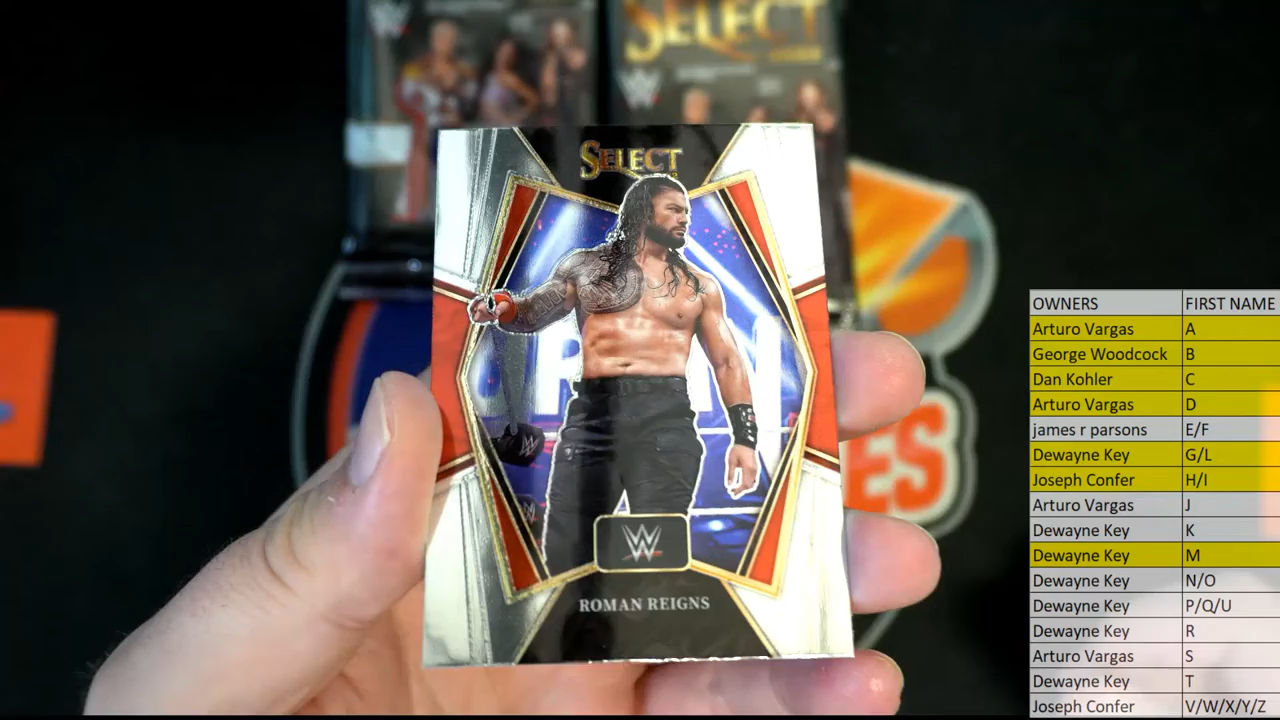 SELECT
W
W
SELECT
W
ROMAN REIGNS
ES
OWNERS FIRST NAME
Arturo Vargas A
George Woodcock B
Dan Kohler C
Arturo Vargas D
james r parsons E/F
Dewayne Key G/L
Joseph Confer H/I
Arturo Vargas J
Dewayne Key K
Dewayne Key M
Dewayne Key N/O
Dewayne Key P/Q/U
Dewayne Key R
Arturo Vargas S
Dewayne Key T
Joseph Confer V/W/X/Y/Z